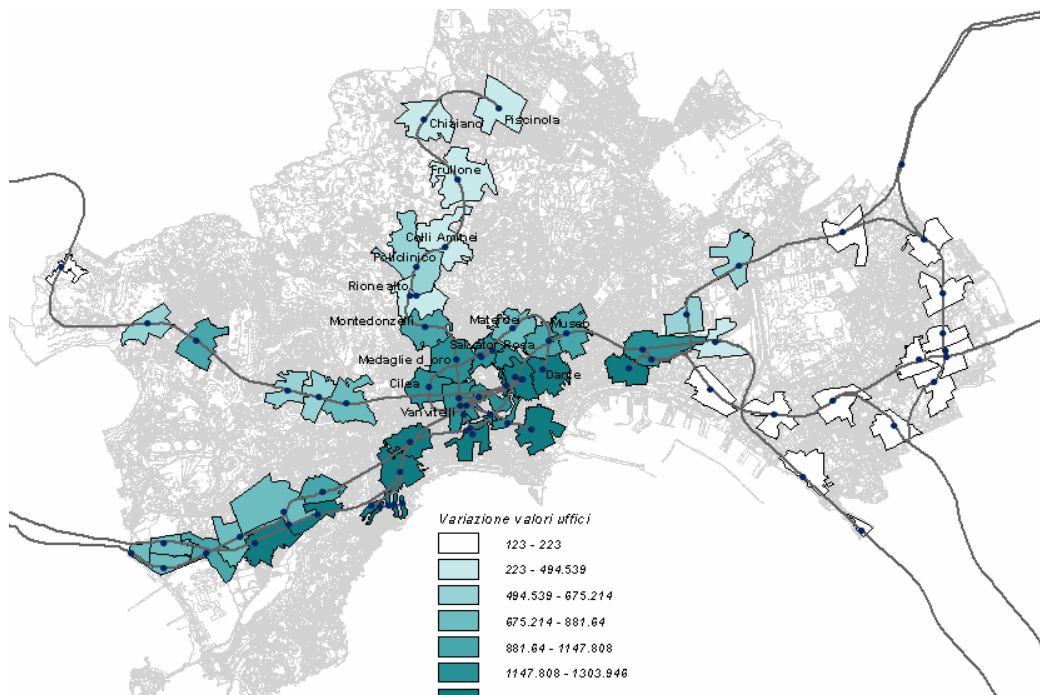 Chiaiano
Piscinola
Frullone
Colli Aminei
Policlinico
Rione alto
Montedonzelli
Materdei
Museo
Salvator Rosa
Medaglie d oro
Dante
Cilea
Vanvitelli
Variazione valori uffici
123 - 223
223 - 494.539
494.539 - 675.214
675.214 - 881.64
881.64 - 1147.808
1147.808 - 1303.946